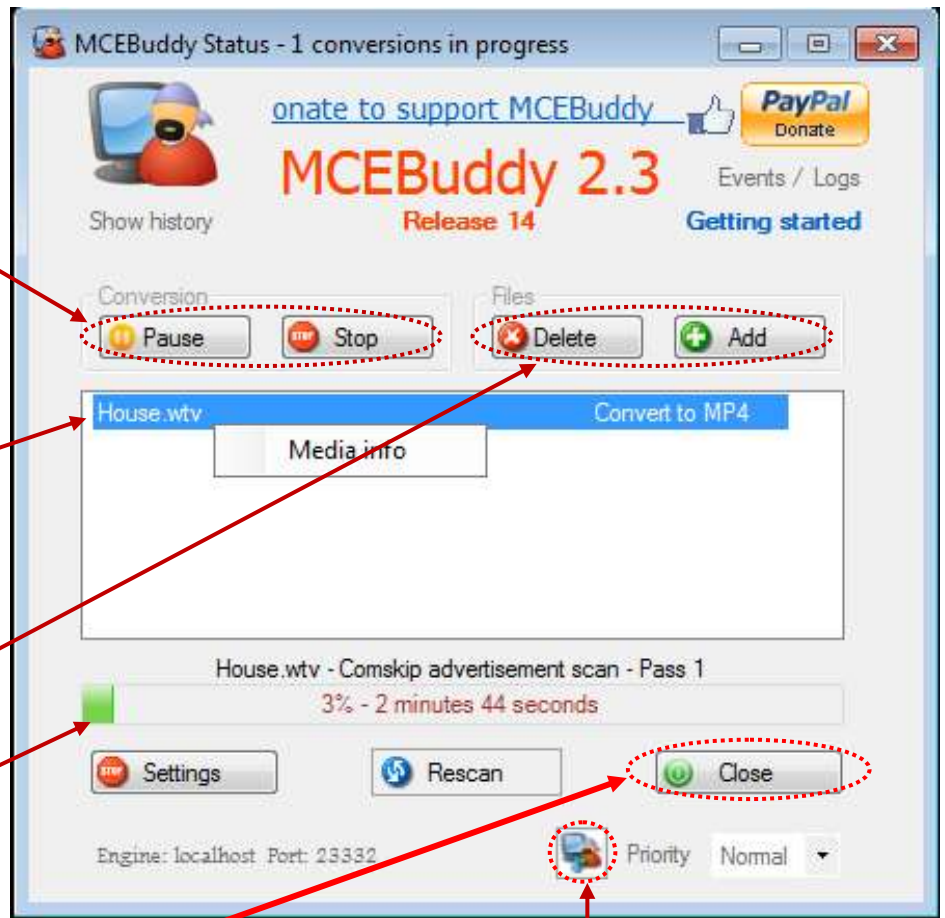 MCEBuddy Status - 1 conversions in progress
onate to support MCEBuddy
PayPal
Donate
MCEBuddy 2.3
Events / Logs
Show history
Release 14
Getting started
Conversion
Files
Pause
STOP Stop
Delete
Add
House.wtv Convert to MP4
Media info
House.wtv - Comskip advertisement scan - Pass 1
3% - 2 minutes 44 seconds
STOP Settings
Rescan
Close
Engine: localhost Port: 23332
Priority Normal